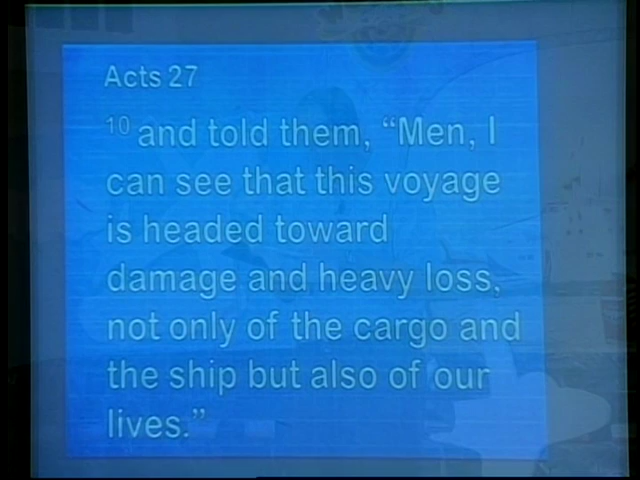 Acts 27
10 and told them, “Men, I
can see that this voyage
is headed toward
damage and heavy loss,
not only of the cargo and
the ship but also of our
lives.”